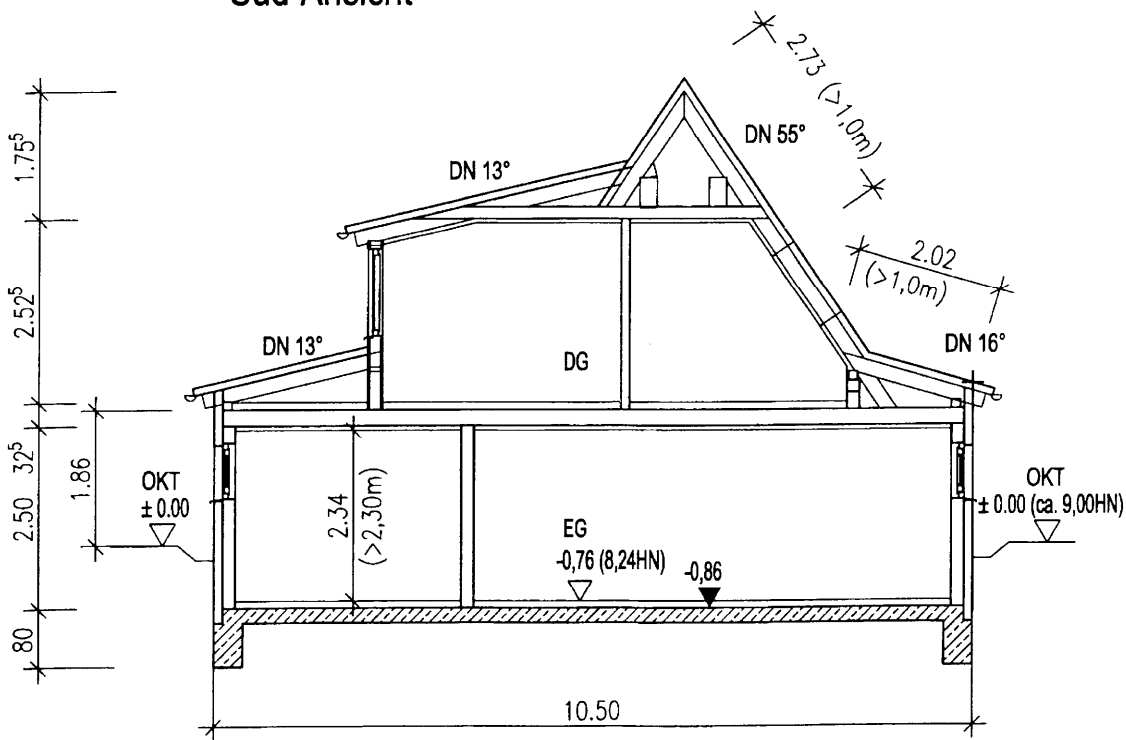 Süd-Ansicht
2.73 (>1,0m)
DN 55°
DN 13°
1.75⁵
2.02
(>1,0m)
2.52⁵
DN 13°
DN 16°
DG
32⁵
1.86
OKT
± 0.00
OKT
± 0.00 (ca. 9,00HN)
2.50
2.34
(>2,30m)
EG
-0,76 (8,24HN)
-0,86
80
10.50